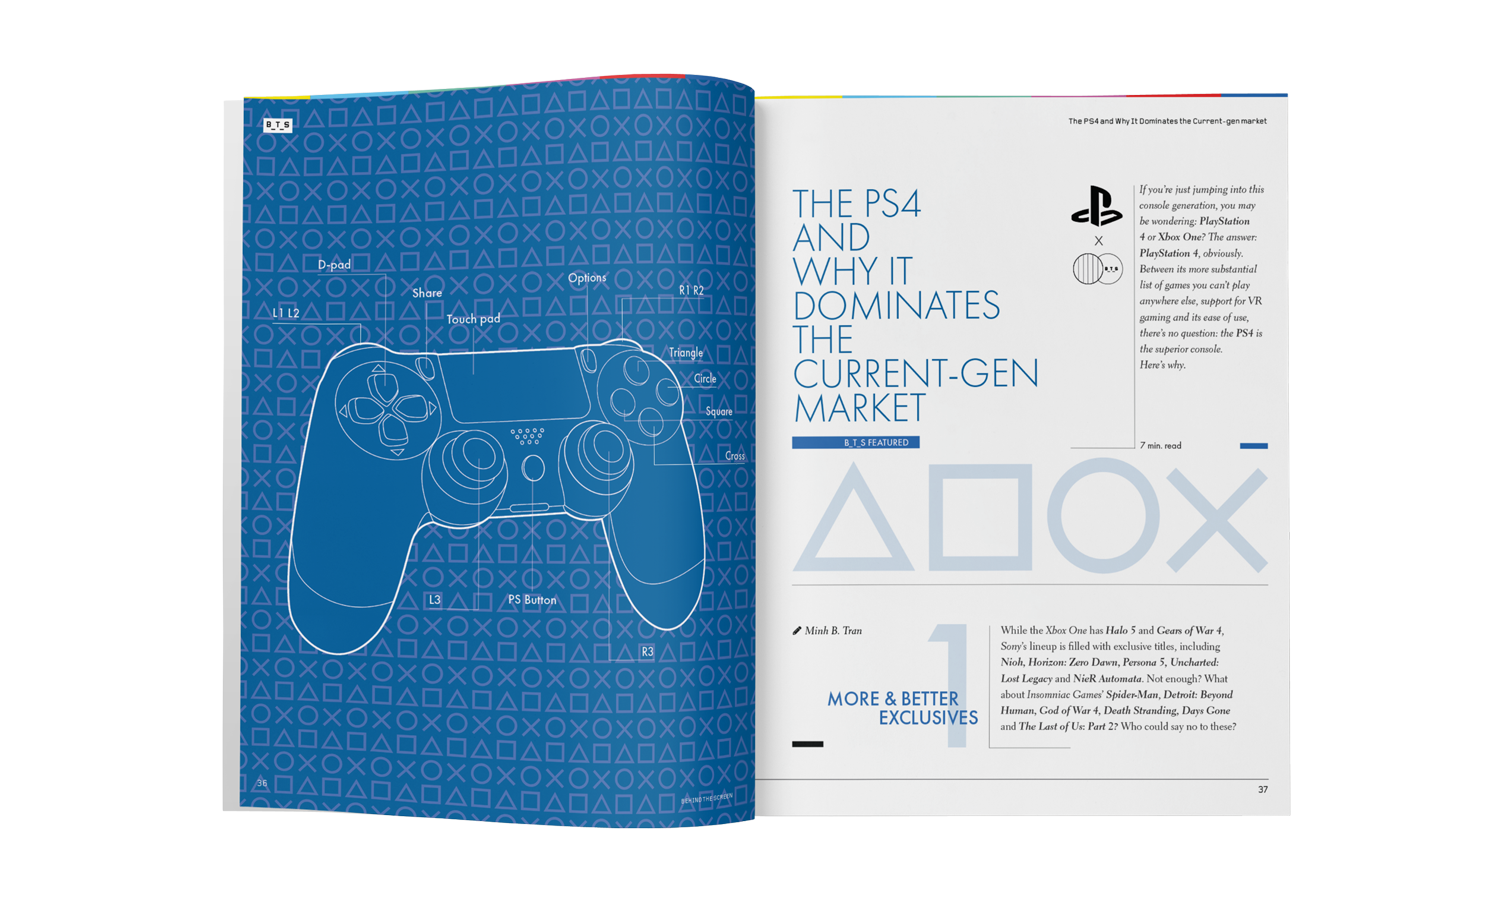 B_T_S
D-pad
Share
Options
R1 R2
L1 L2
Touch pad
Triangle
Circle
Square
Cross
L3
PS Button
R3
36
BEHINDTHESCREEN
The PS4 and Why It Dominates the Current-gen market
THE PS4
AND
WHY IT
DOMINATES
THE
CURRENT-GEN
MARKET
B_T_S FEATURED
X
B_T_S
If you're just jumping into this
console generation, you may
be wondering: PlayStation
4 or Xbox One? The answer:
PlayStation 4, obviously.
Between its more substantial
list of games you can't play
anywhere else, support for VR
gaming and its ease of use,
there's no question: the PS4 is
the superior console.
Here's why.
7 min. read
Minh B. Tran
1
MORE & BETTER
EXCLUSIVES
While the Xbox One has Halo 5 and Gears of War 4,
Sony's lineup is filled with exclusive titles, including
Nioh, Horizon: Zero Dawn, Persona 5, Uncharted:
Lost Legacy and NieR Automata. Not enough? What
about Insomniac Games' Spider-Man, Detroit: Beyond
Human, God of War 4, Death Stranding, Days Gone
and The Last of Us: Part 2? Who could say no to these?
37